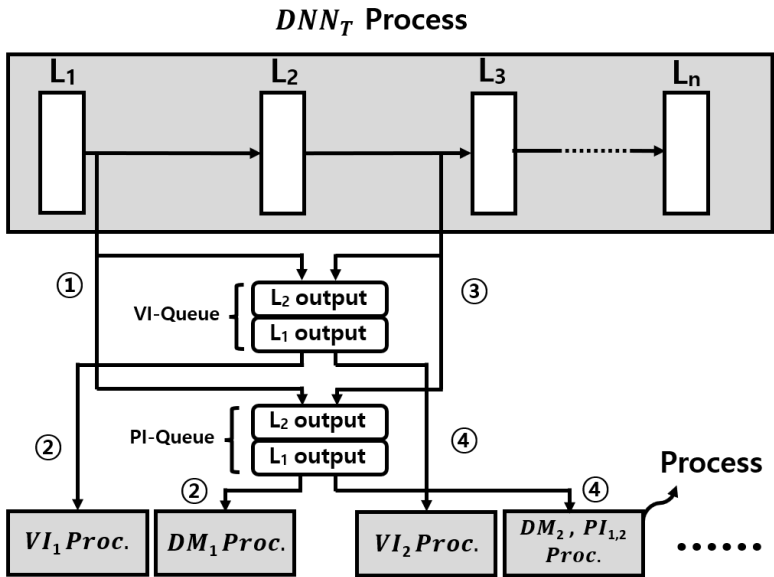 DNN_T Process
L₁
L₂
L₃
Lₙ
①
③
VI-Queue
L₂ output
L₁ output
PI-Queue
L₂ output
L₁ output
②
④
②
④
Process
VI₁ Proc.
DM₁ Proc.
VI₂ Proc.
DM₂ , PI₁,₂
Proc.
......